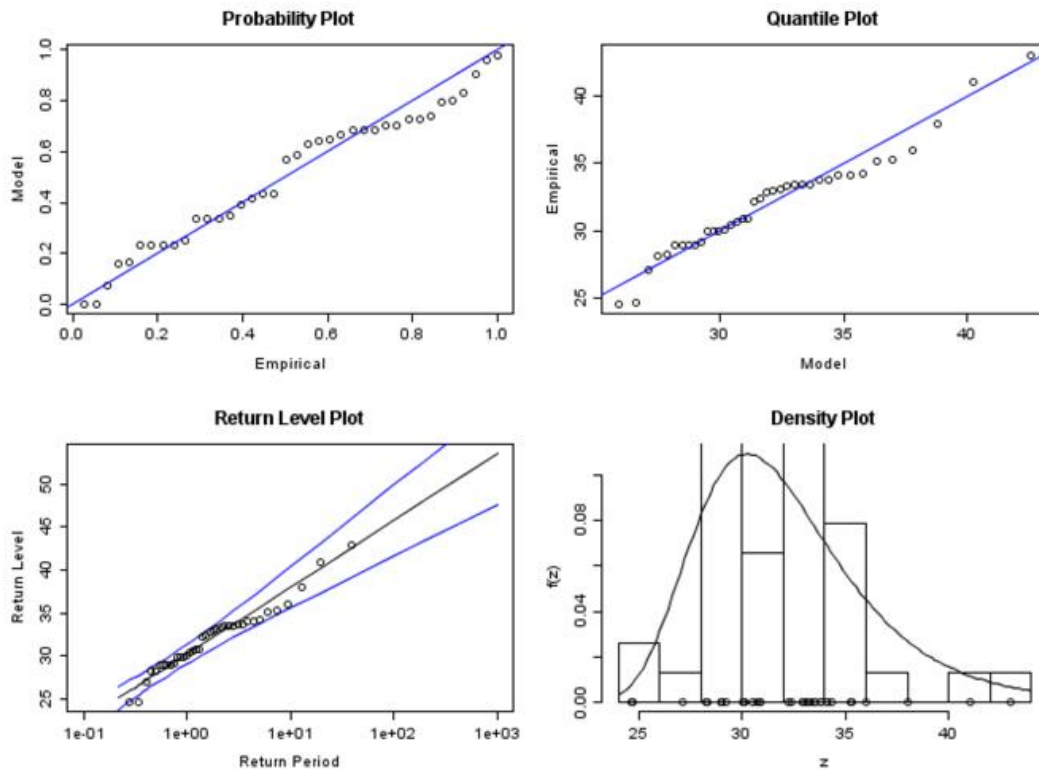 Probability Plot
Model
0.0 0.2 0.4 0.6 0.8 1.0
0.0 0.2 0.4 0.6 0.8 1.0
Empirical
Quantile Plot
Empirical
25 30 35 40
30 35 40
Model
Return Level Plot
Return Level
25 30 35 40 45 50
1e-01 1e+00 1e+01 1e+02 1e+03
Return Period
Density Plot
f(z)
0.00 0.04 0.08
25 30 35 40
z